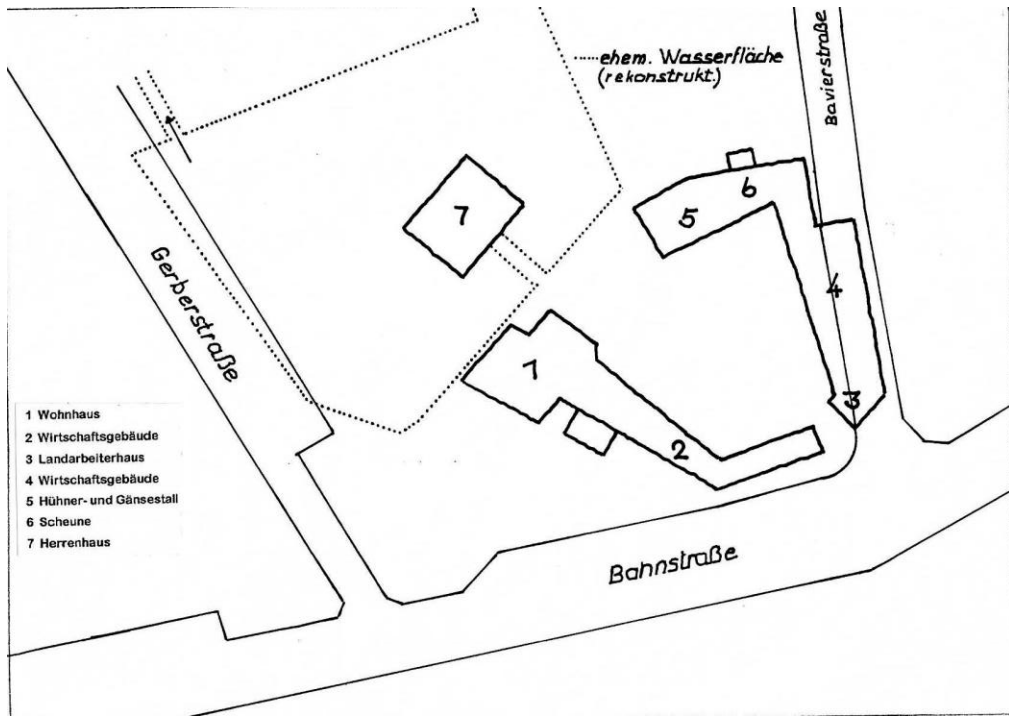 .....ehem. Wasserfläche
(rekonstrukt.)
Bavierstraße
6
5
7
4
Gerberstraße
1
3
2
Bahnstraße
1 Wohnhaus
2 Wirtschaftsgebäude
3 Landarbeiterhaus
4 Wirtschaftsgebäude
5 Hühner- und Gänsestall
6 Scheune
7 Herrenhaus